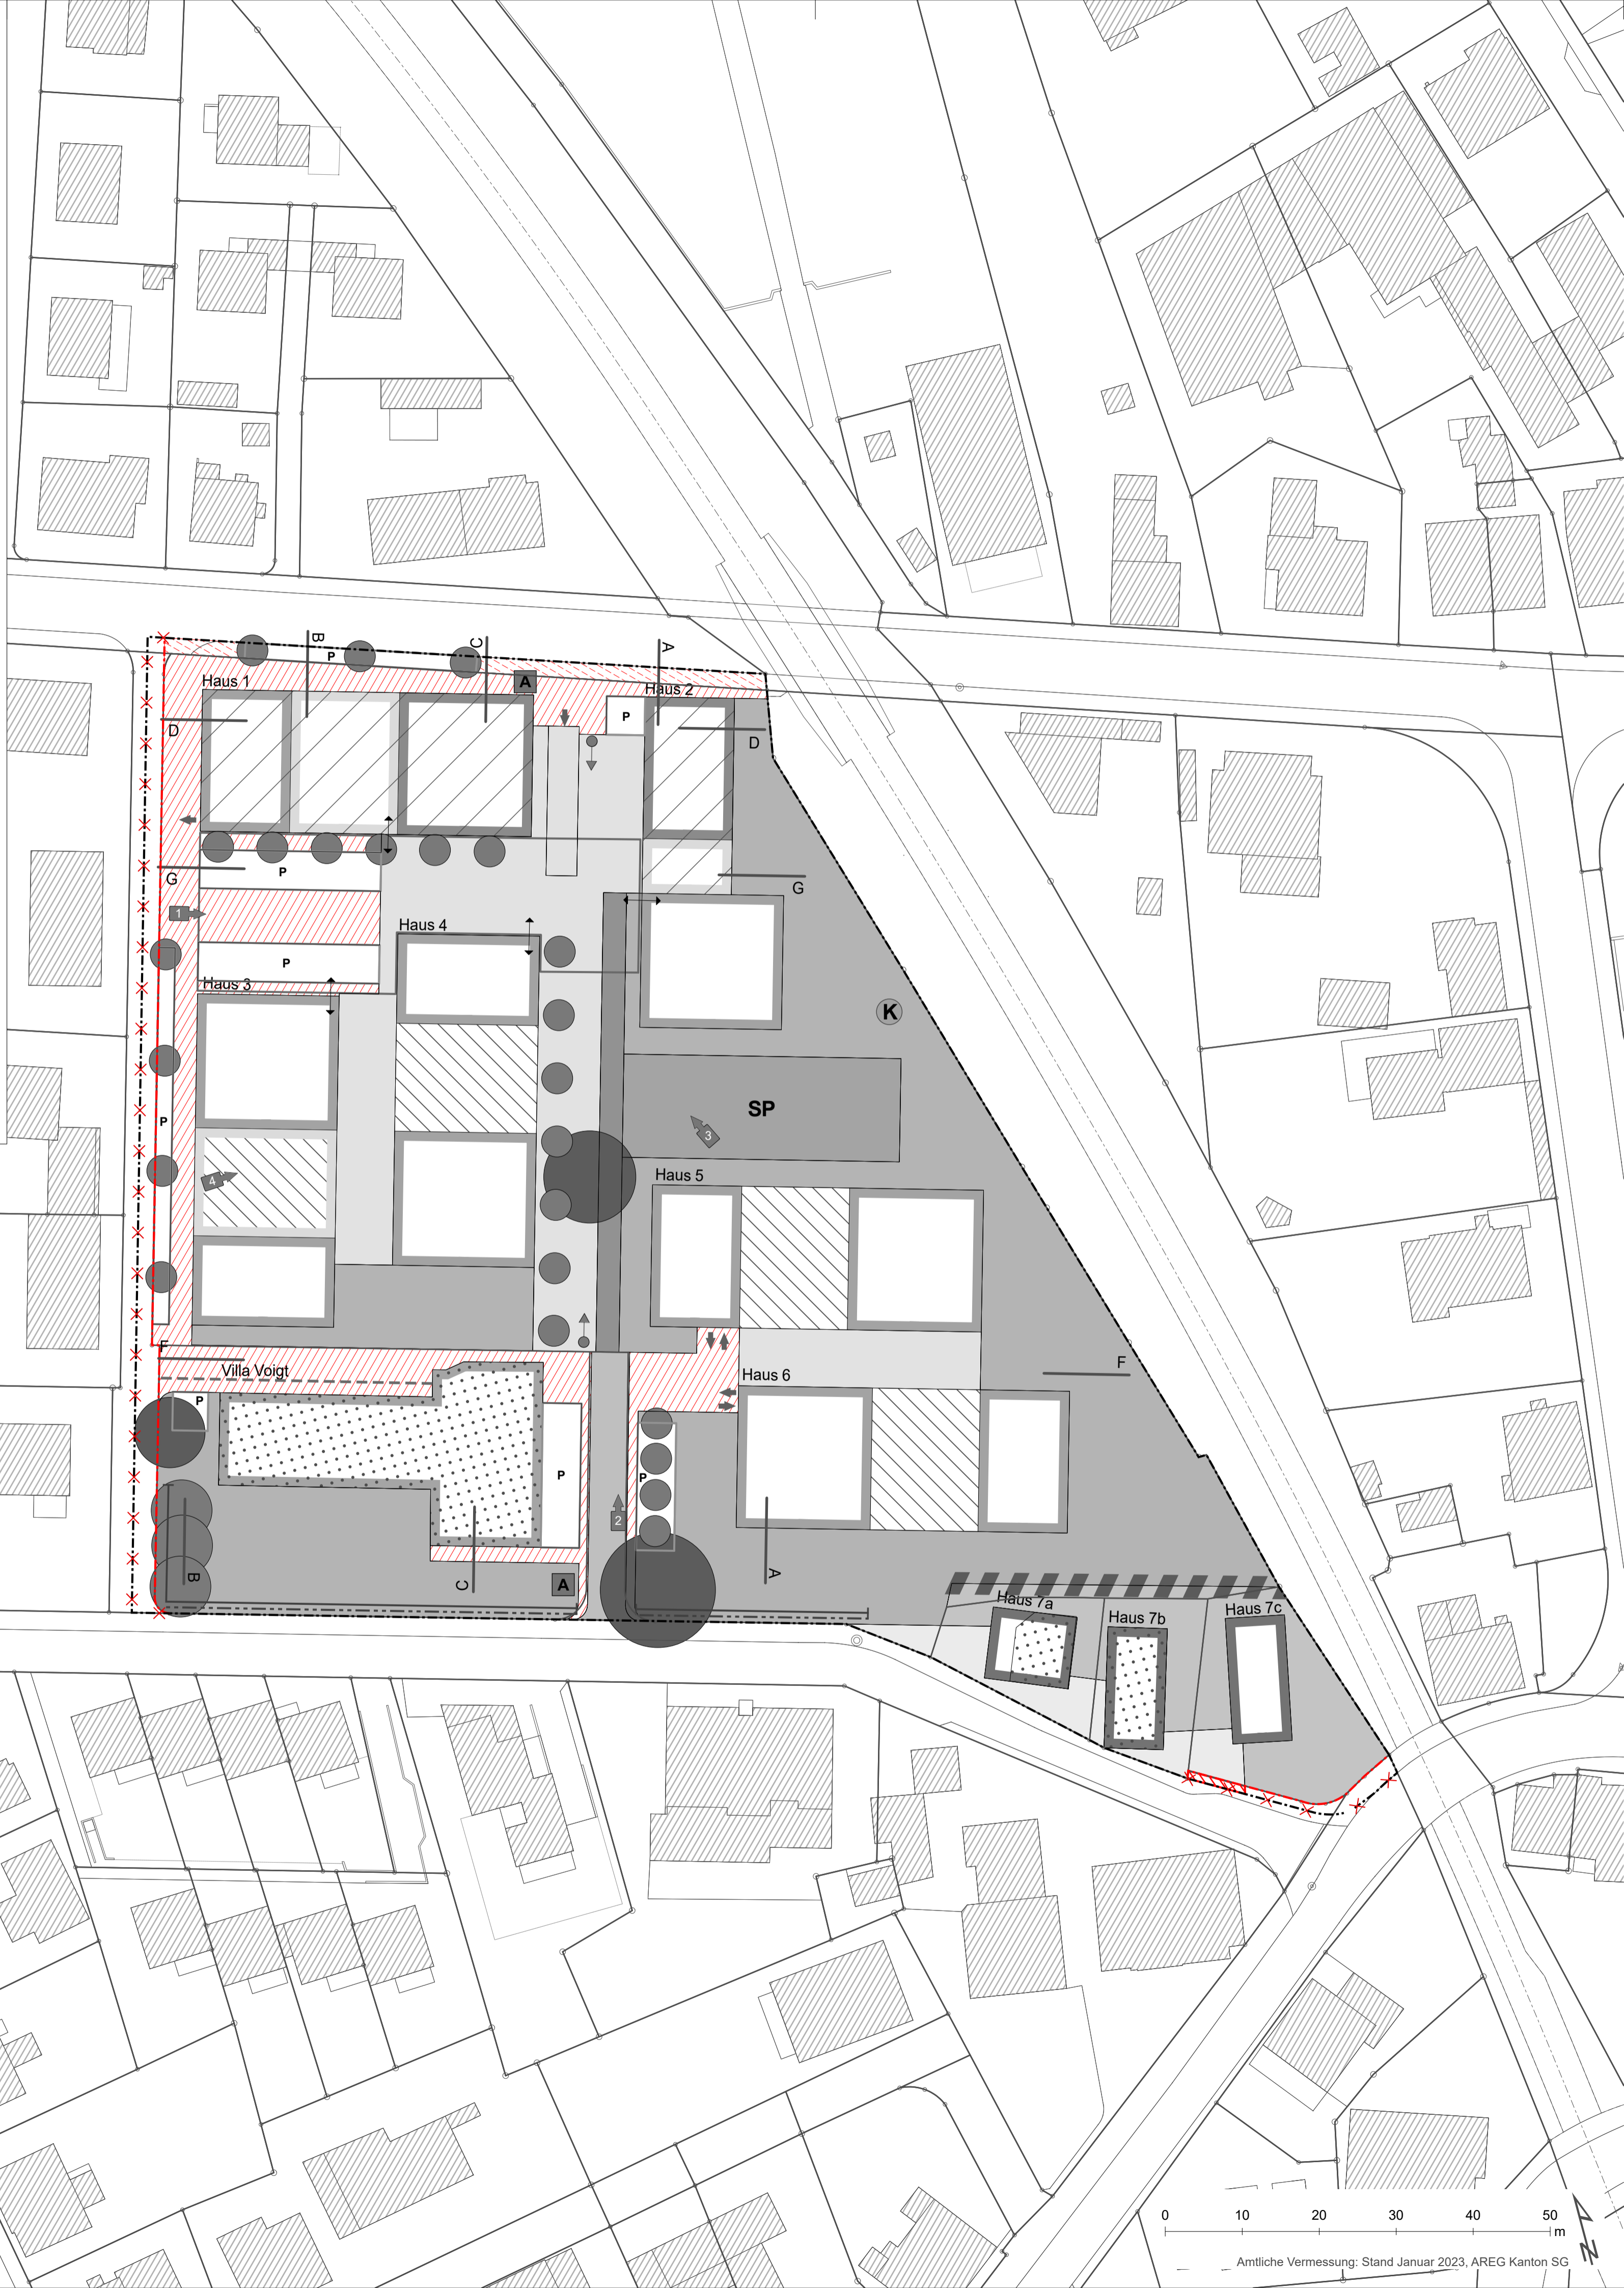 B
P
C
A
Haus 1
A
Haus 2
P
D
D
P
G
G
1
Haus 4
P
Haus 3
K
SP
P
3
4
Haus 5
F
F
Villa Voigt
Haus 6
P
P
P
2
B
C
A
A
Haus 7a
Haus 7b
Haus 7c
0 10 20 30 40 50
m
N
Amtliche Vermessung: Stand Januar 2023, AREG Kanton SG